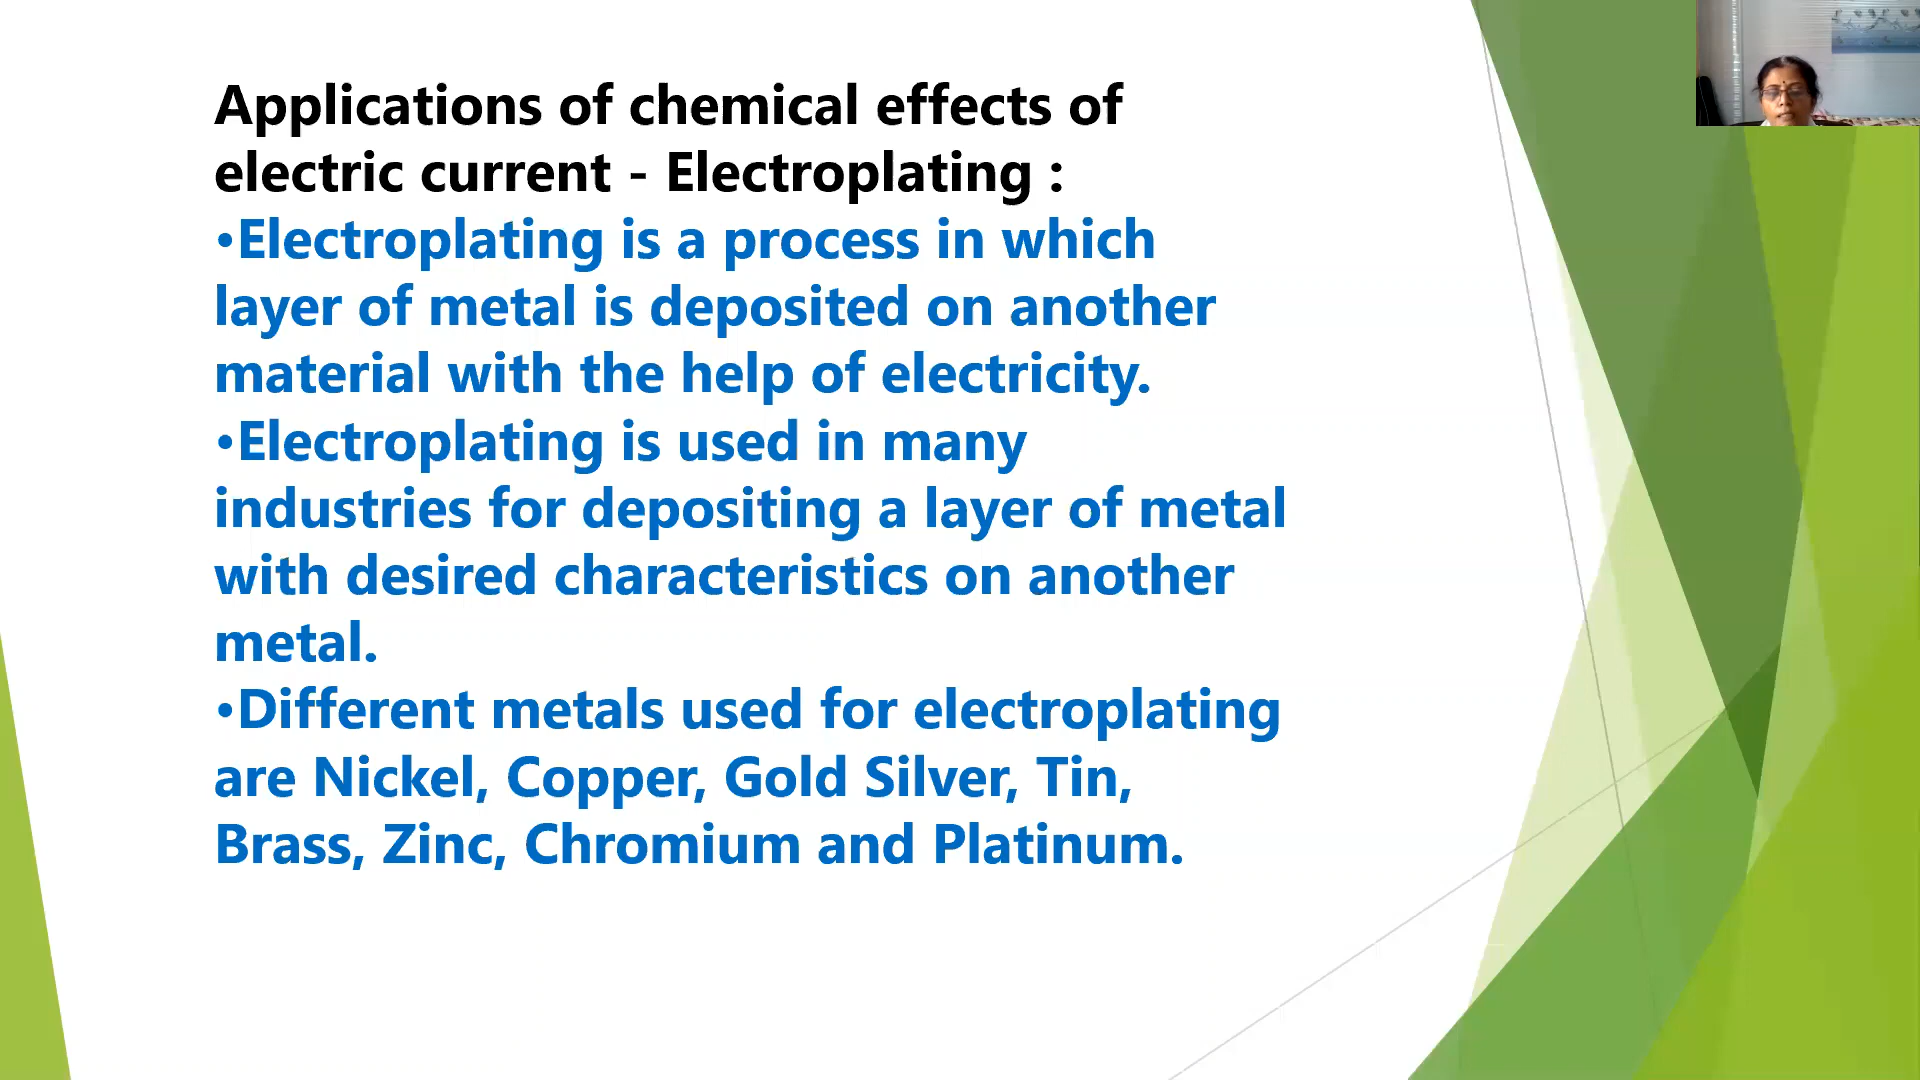 Applications of chemical effects of
electric current - Electroplating :
•Electroplating is a process in which
layer of metal is deposited on another
material with the help of electricity.
•Electroplating is used in many
industries for depositing a layer of metal
with desired characteristics on another
metal.
•Different metals used for electroplating
are Nickel, Copper, Gold Silver, Tin,
Brass, Zinc, Chromium and Platinum.